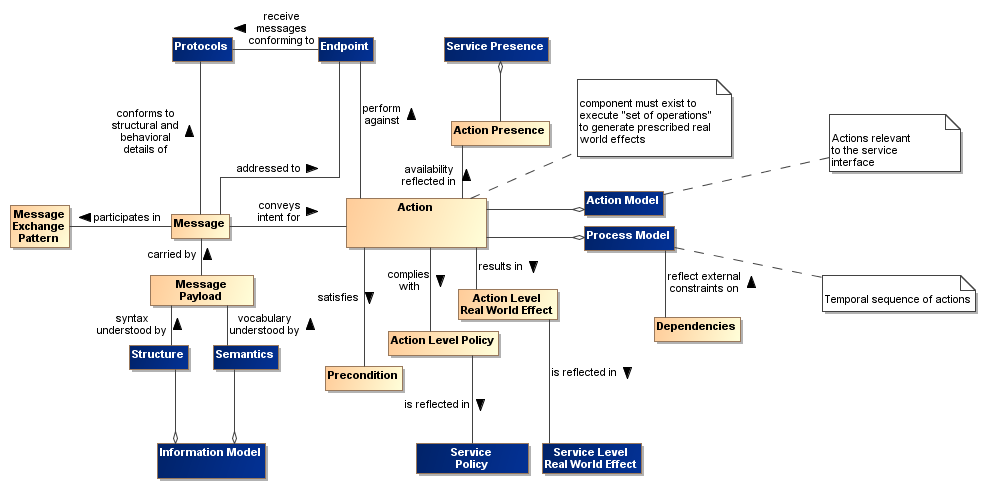 receive
messages
conforming to
Protocols
Endpoint
Service Presence
conforms to
structural and
behavioral
details of
perform
against
component must exist to
execute "set of operations"
to generate prescribed real
world effects
Action Presence
Actions relevant
to the service
interface
addressed to
availability
reflected in
Message
Exchange
Pattern
participates in
Message
conveys
intent for
Action
Action Model
Process Model
carried by
Message
Payload
satisfies
complies
with
results in
reflect external
constraints on
Temporal sequence of actions
Action Level
Real World Effect
syntax
understood by
vocabulary
understood by
Dependencies
Action Level Policy
Structure
Semantics
Precondition
is reflected in
is reflected in
Information Model
Service
Policy
Service Level
Real World Effect